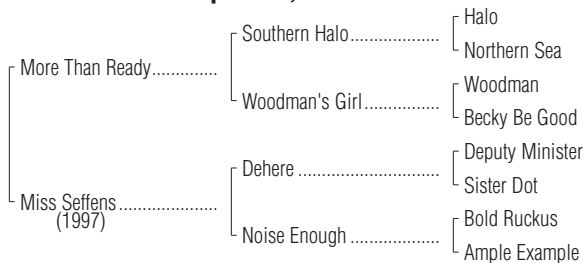 Southern Halo
Halo
Northern Sea
More Than Ready
Woodman's Girl
Woodman
Becky Be Good
Dehere
Deputy Minister
Sister Dot
Miss Seffens
(1997)
Noise Enough
Bold Ruckus
Ample Example